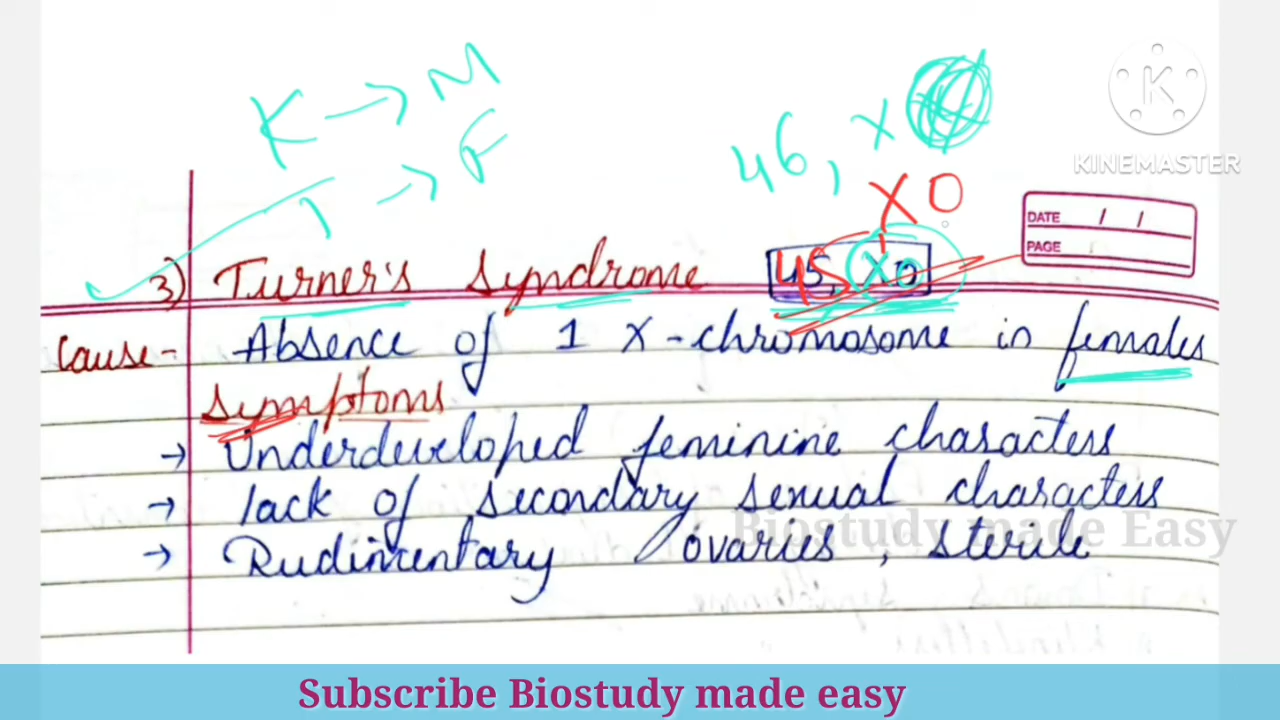 K → M
T → F
46, X
XO
KINEMASTER
DATE / /
PAGE
3) Turner's Syndrome 45, XO
Cause - Absence of 1 X-chromosome in females
Symptoms
→ Underdeveloped feminine characters
→ lack of secondary sexual characters
→ Rudimentary ovaries, sterile
Biostudy made Easy
Subscribe Biostudy made easy